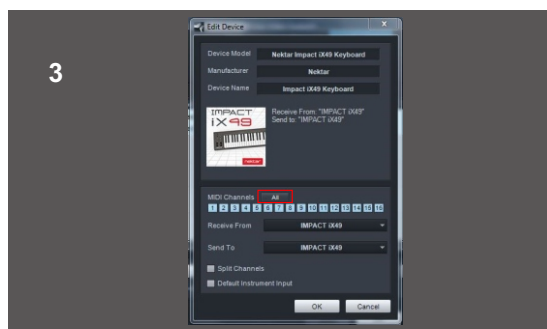 3
Edit Device
x
Device Model Nektar Impact iX49 Keyboard
Manufacturer Nektar
Device Name Impact iX49 Keyboard
IMPACT
iX49
Receive From: "IMPACT iX49"
Send to: "IMPACT iX49"
nektar
MIDI Channels All
1 2 3 4 5 6 7 8 9 10 11 12 13 14 15 16
Receive From IMPACT iX49
Send To IMPACT iX49
Split Channels
Default Instrument Input
OK Cancel